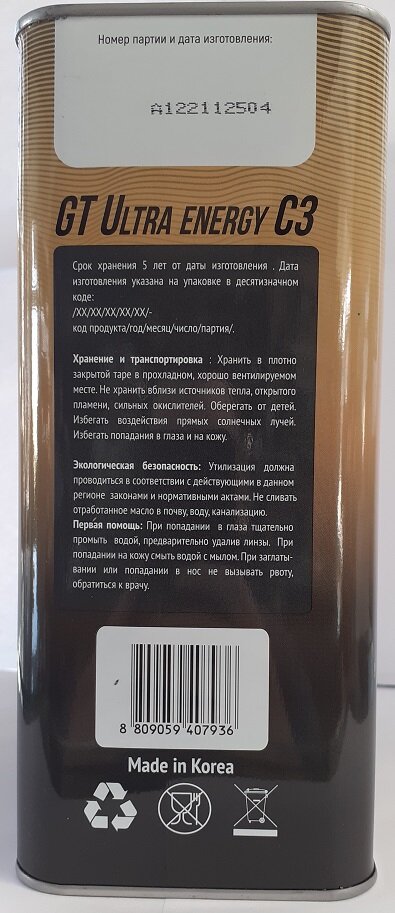 Номер партии и дата изготовления:
A122112504
GT ULTRA ENERGY C3
Срок хранения 5 лет от даты изготовления . Дата
изготовления указана на упаковке в десятизначном
коде:
/XX/XX/XX/XX/XX/-
код продукта/год/месяц/число/партия/.
Хранение и транспортировка : Хранить в плотно
закрытой таре в прохладном, хорошо вентилируемом
месте. Не хранить вблизи источников тепла, открытого
пламени, сильных окислителей. Оберегать от детей.
Избегать воздействия прямых солнечных лучей.
Избегать попадания в глаза и на кожу.
Экологическая безопасность: Утилизация должна
проводиться в соответствии с действующими в данном
регионе законами и нормативными актами. Не сливать
отработанное масло в почву, воду, канализацию.
Первая помощь: При попадании в глаза тщательно
промыть водой, предварительно удалив линзы. При
попадании на кожу смыть водой с мылом. При заглаты-
вании или попадании в нос не вызывать рвоту,
обратиться к врачу.
8 809059 407936
Made in Korea